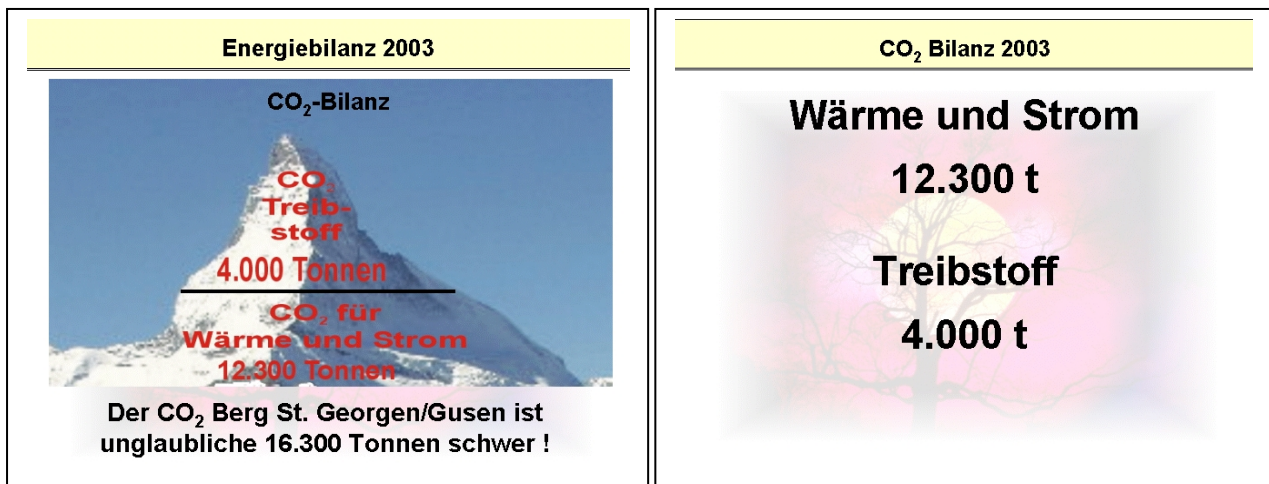 Energiebilanz 2003
CO₂-Bilanz
CO₂
Treib-
stoff
4.000 Tonnen
CO₂ für
Wärme und Strom
12.300 Tonnen
Der CO₂ Berg St. Georgen/Gusen ist
unglaubliche 16.300 Tonnen schwer !
CO₂ Bilanz 2003
Wärme und Strom
12.300 t
Treibstoff
4.000 t